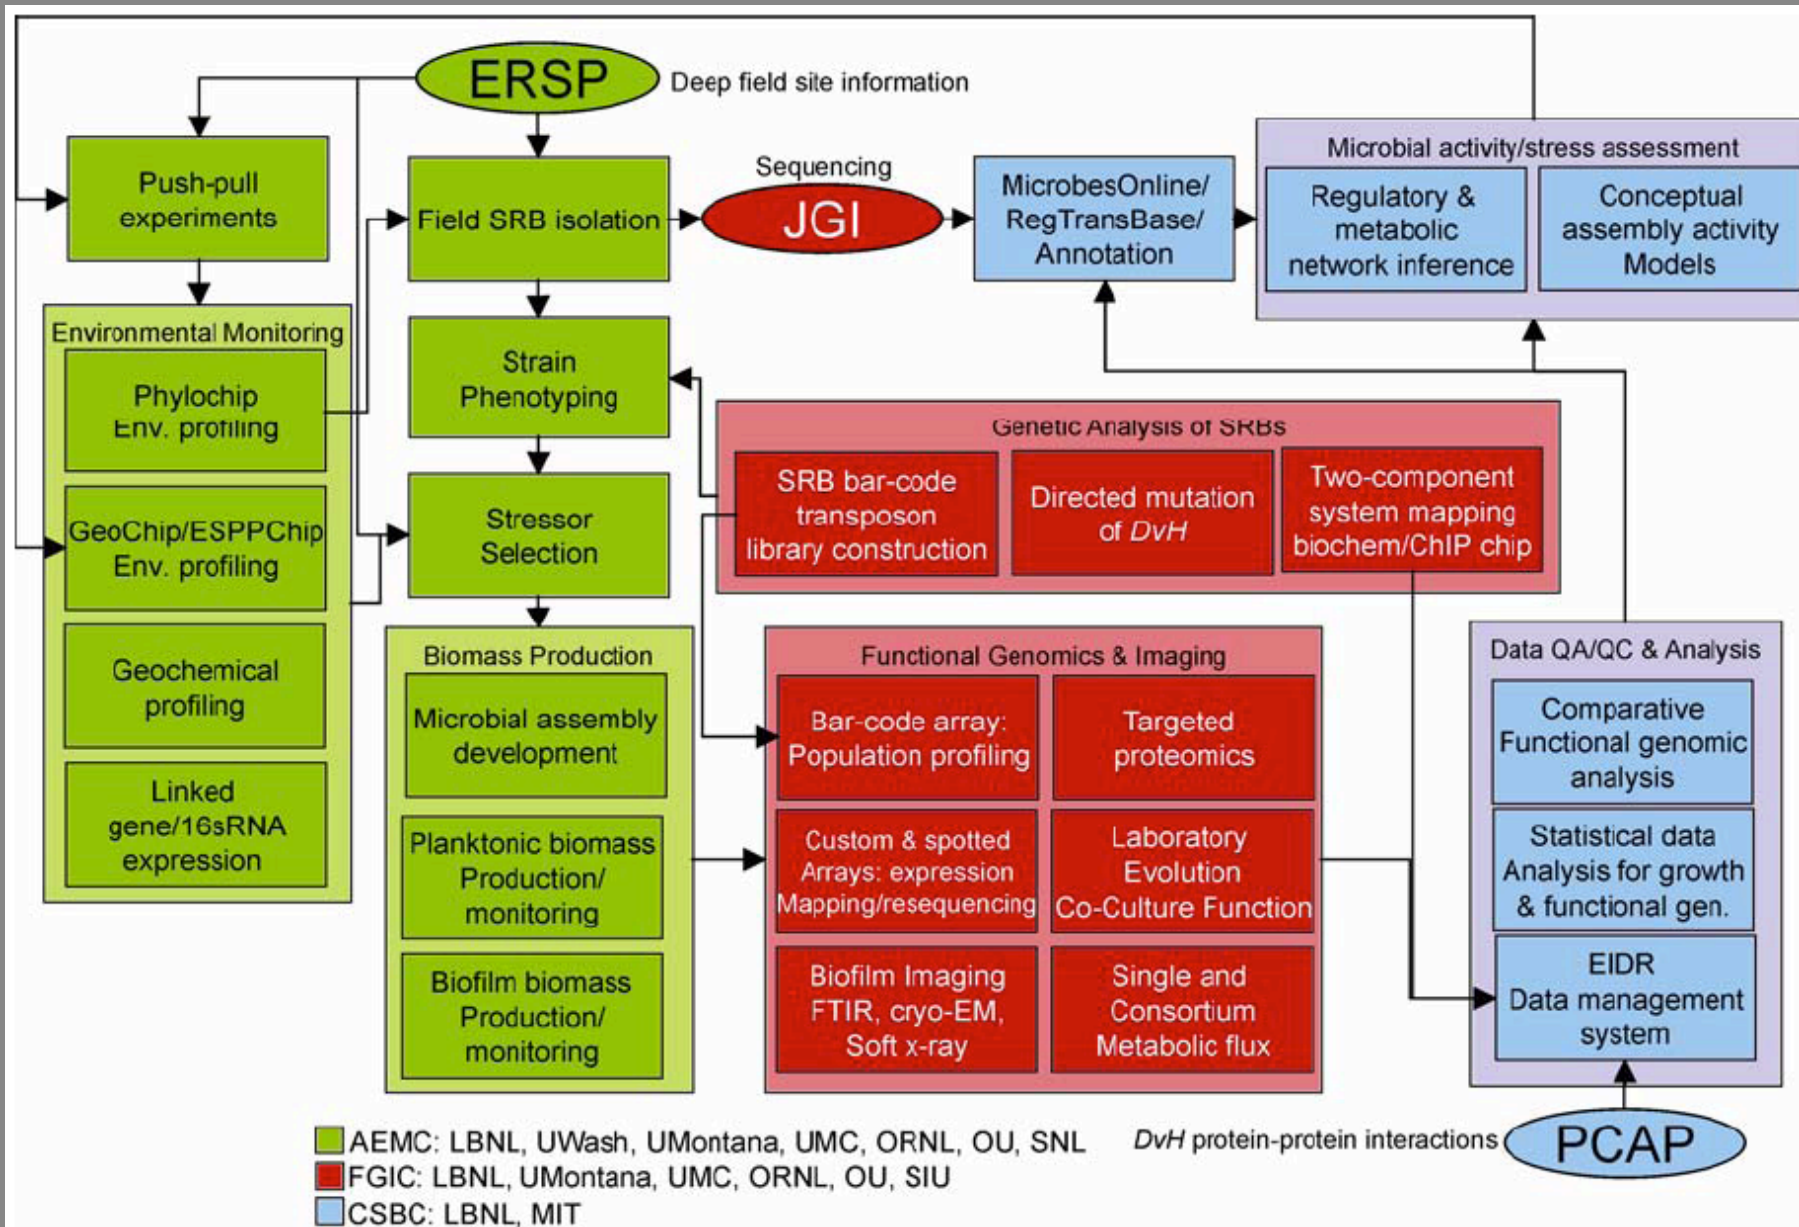 ERSP
Deep field site information
Push-pull
experiments
Field SRB isolation
Sequencing
JGI
MicrobesOnline/
RegTransBase/
Annotation
Microbial activity/stress assessment
Regulatory &
metabolic
network inference
Conceptual
assembly activity
Models
Environmental Monitoring
Phylochip
Env. profiling
GeoChip/ESPPChip
Env. profiling
Geochemical
profiling
Linked
gene/16sRNA
expression
Strain
Phenotyping
Stressor
Selection
Genetic Analysis of SRBs
SRB bar-code
transposon
library construction
Directed mutation
of DvH
Two-component
system mapping
biochem/ChIP chip
Biomass Production
Microbial assembly
development
Planktonic biomass
Production/
monitoring
Biofilm biomass
Production/
monitoring
Functional Genomics & Imaging
Bar-code array:
Population profiling
Targeted
proteomics
Custom & spotted
Arrays: expression
Mapping/resequencing
Laboratory
Evolution
Co-Culture Function
Biofilm Imaging
FTIR, cryo-EM,
Soft x-ray
Single and
Consortium
Metabolic flux
Data QA/QC & Analysis
Comparative
Functional genomic
analysis
Statistical data
Analysis for growth
& functional gen.
EIDR
Data management
system
DvH protein-protein interactions
PCAP
AEMC: LBNL, UWash, UMontana, UMC, ORNL, OU, SNL
FGIC: LBNL, UMontana, UMC, ORNL, OU, SIU
CSBC: LBNL, MIT